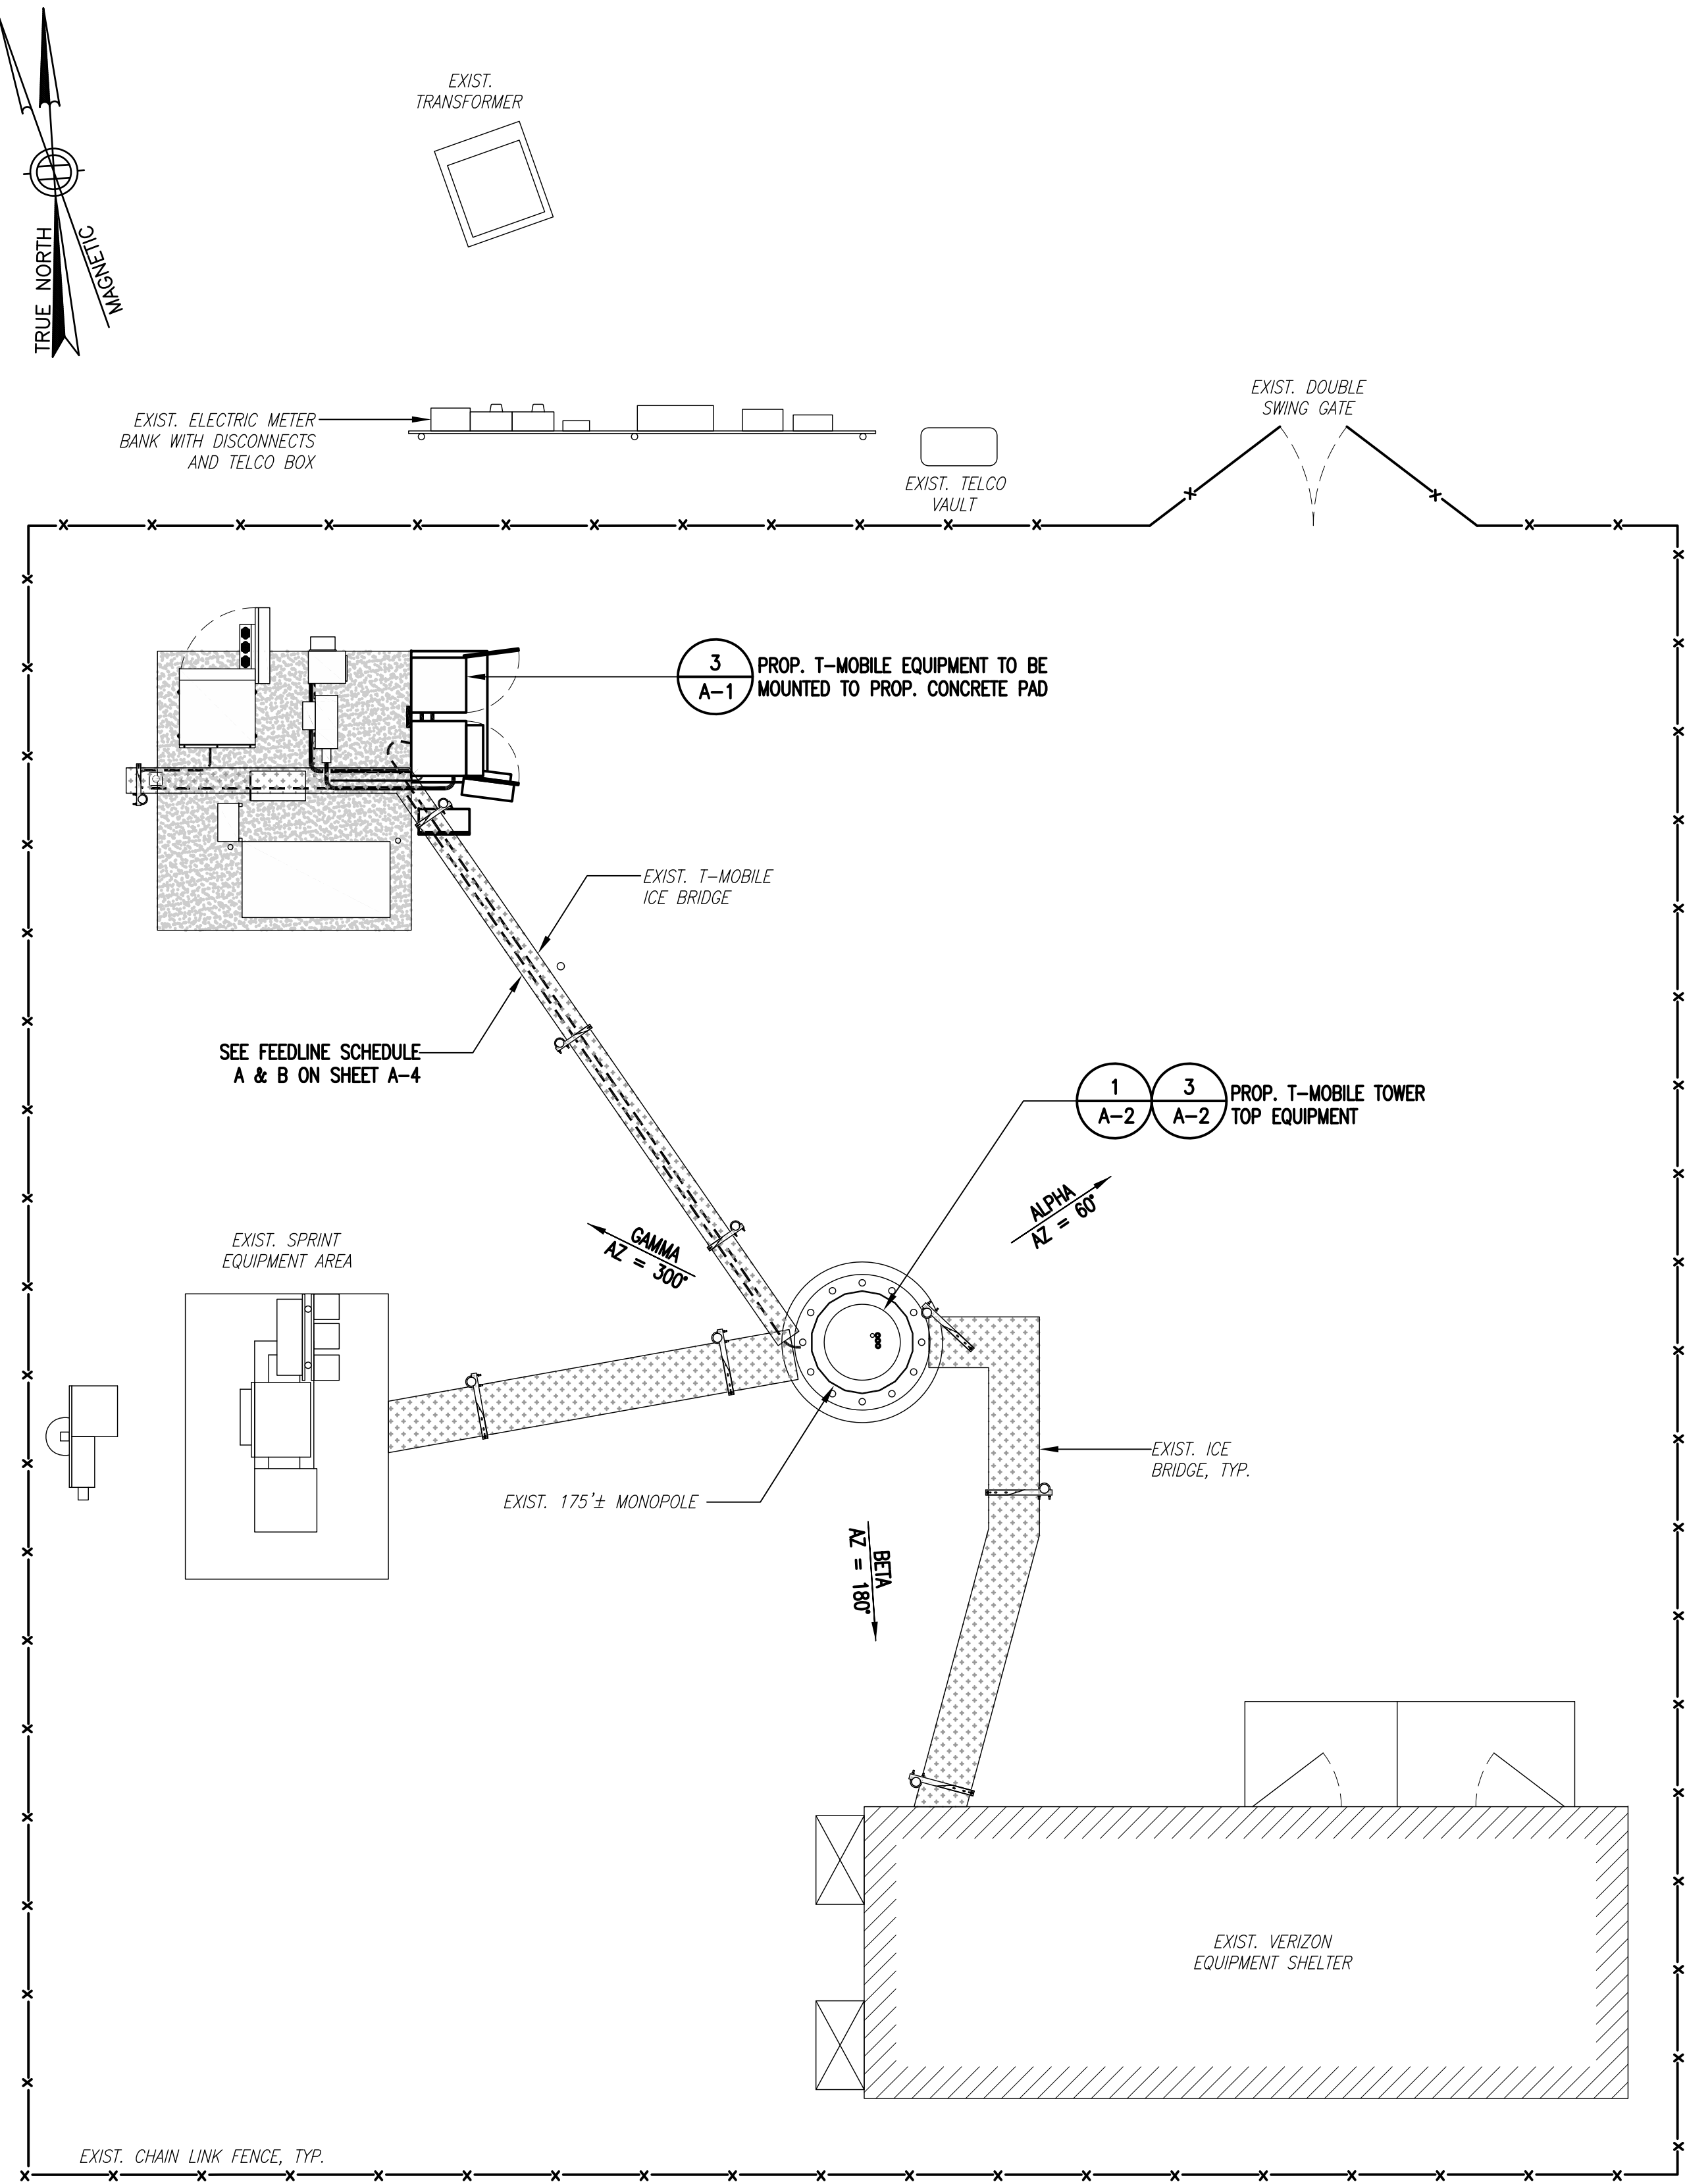 EXIST.
TRANSFORMER
TRUE NORTH
MAGNETIC
EXIST. ELECTRIC METER
BANK WITH DISCONNECTS
AND TELCO BOX
EXIST. DOUBLE
SWING GATE
EXIST. TELCO
VAULT
3
A-1
PROP. T-MOBILE EQUIPMENT TO BE
MOUNTED TO PROP. CONCRETE PAD
EXIST. T-MOBILE
ICE BRIDGE
SEE FEEDLINE SCHEDULE
A & B ON SHEET A-4
1
A-2
3
A-2
PROP. T-MOBILE TOWER
TOP EQUIPMENT
ALPHA
AZ = 60°
GAMMA
AZ = 300°
EXIST. SPRINT
EQUIPMENT AREA
EXIST. ICE
BRIDGE, TYP.
EXIST. 175'± MONOPOLE
BETA
AZ = 180°
EXIST. VERIZON
EQUIPMENT SHELTER
EXIST. CHAIN LINK FENCE, TYP.